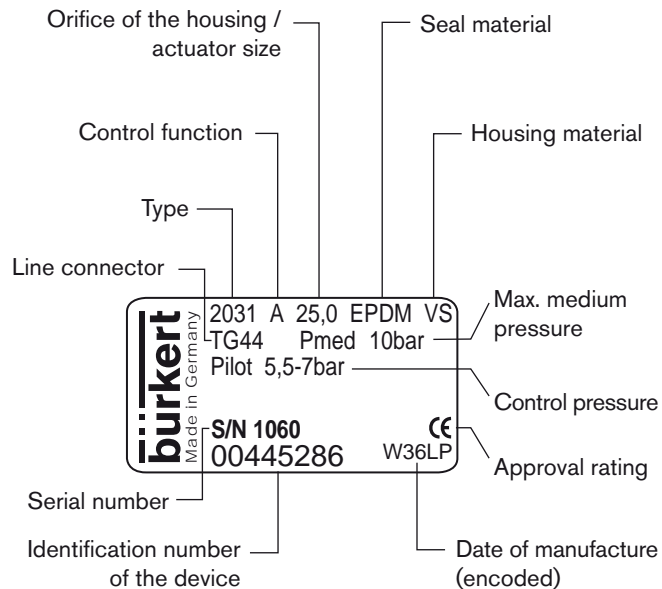 Orifice of the housing /
actuator size
Seal material
Control function
Housing material
Type
Line connector
bürkert
Made in Germany
2031 A 25,0 EPDM VS
TG44 Pmed 10bar
Pilot 5,5-7bar
S/N 1060
CE
00445286
W36LP
Max. medium
pressure
Control pressure
Approval rating
Serial number
Identification number
of the device
Date of manufacture
(encoded)